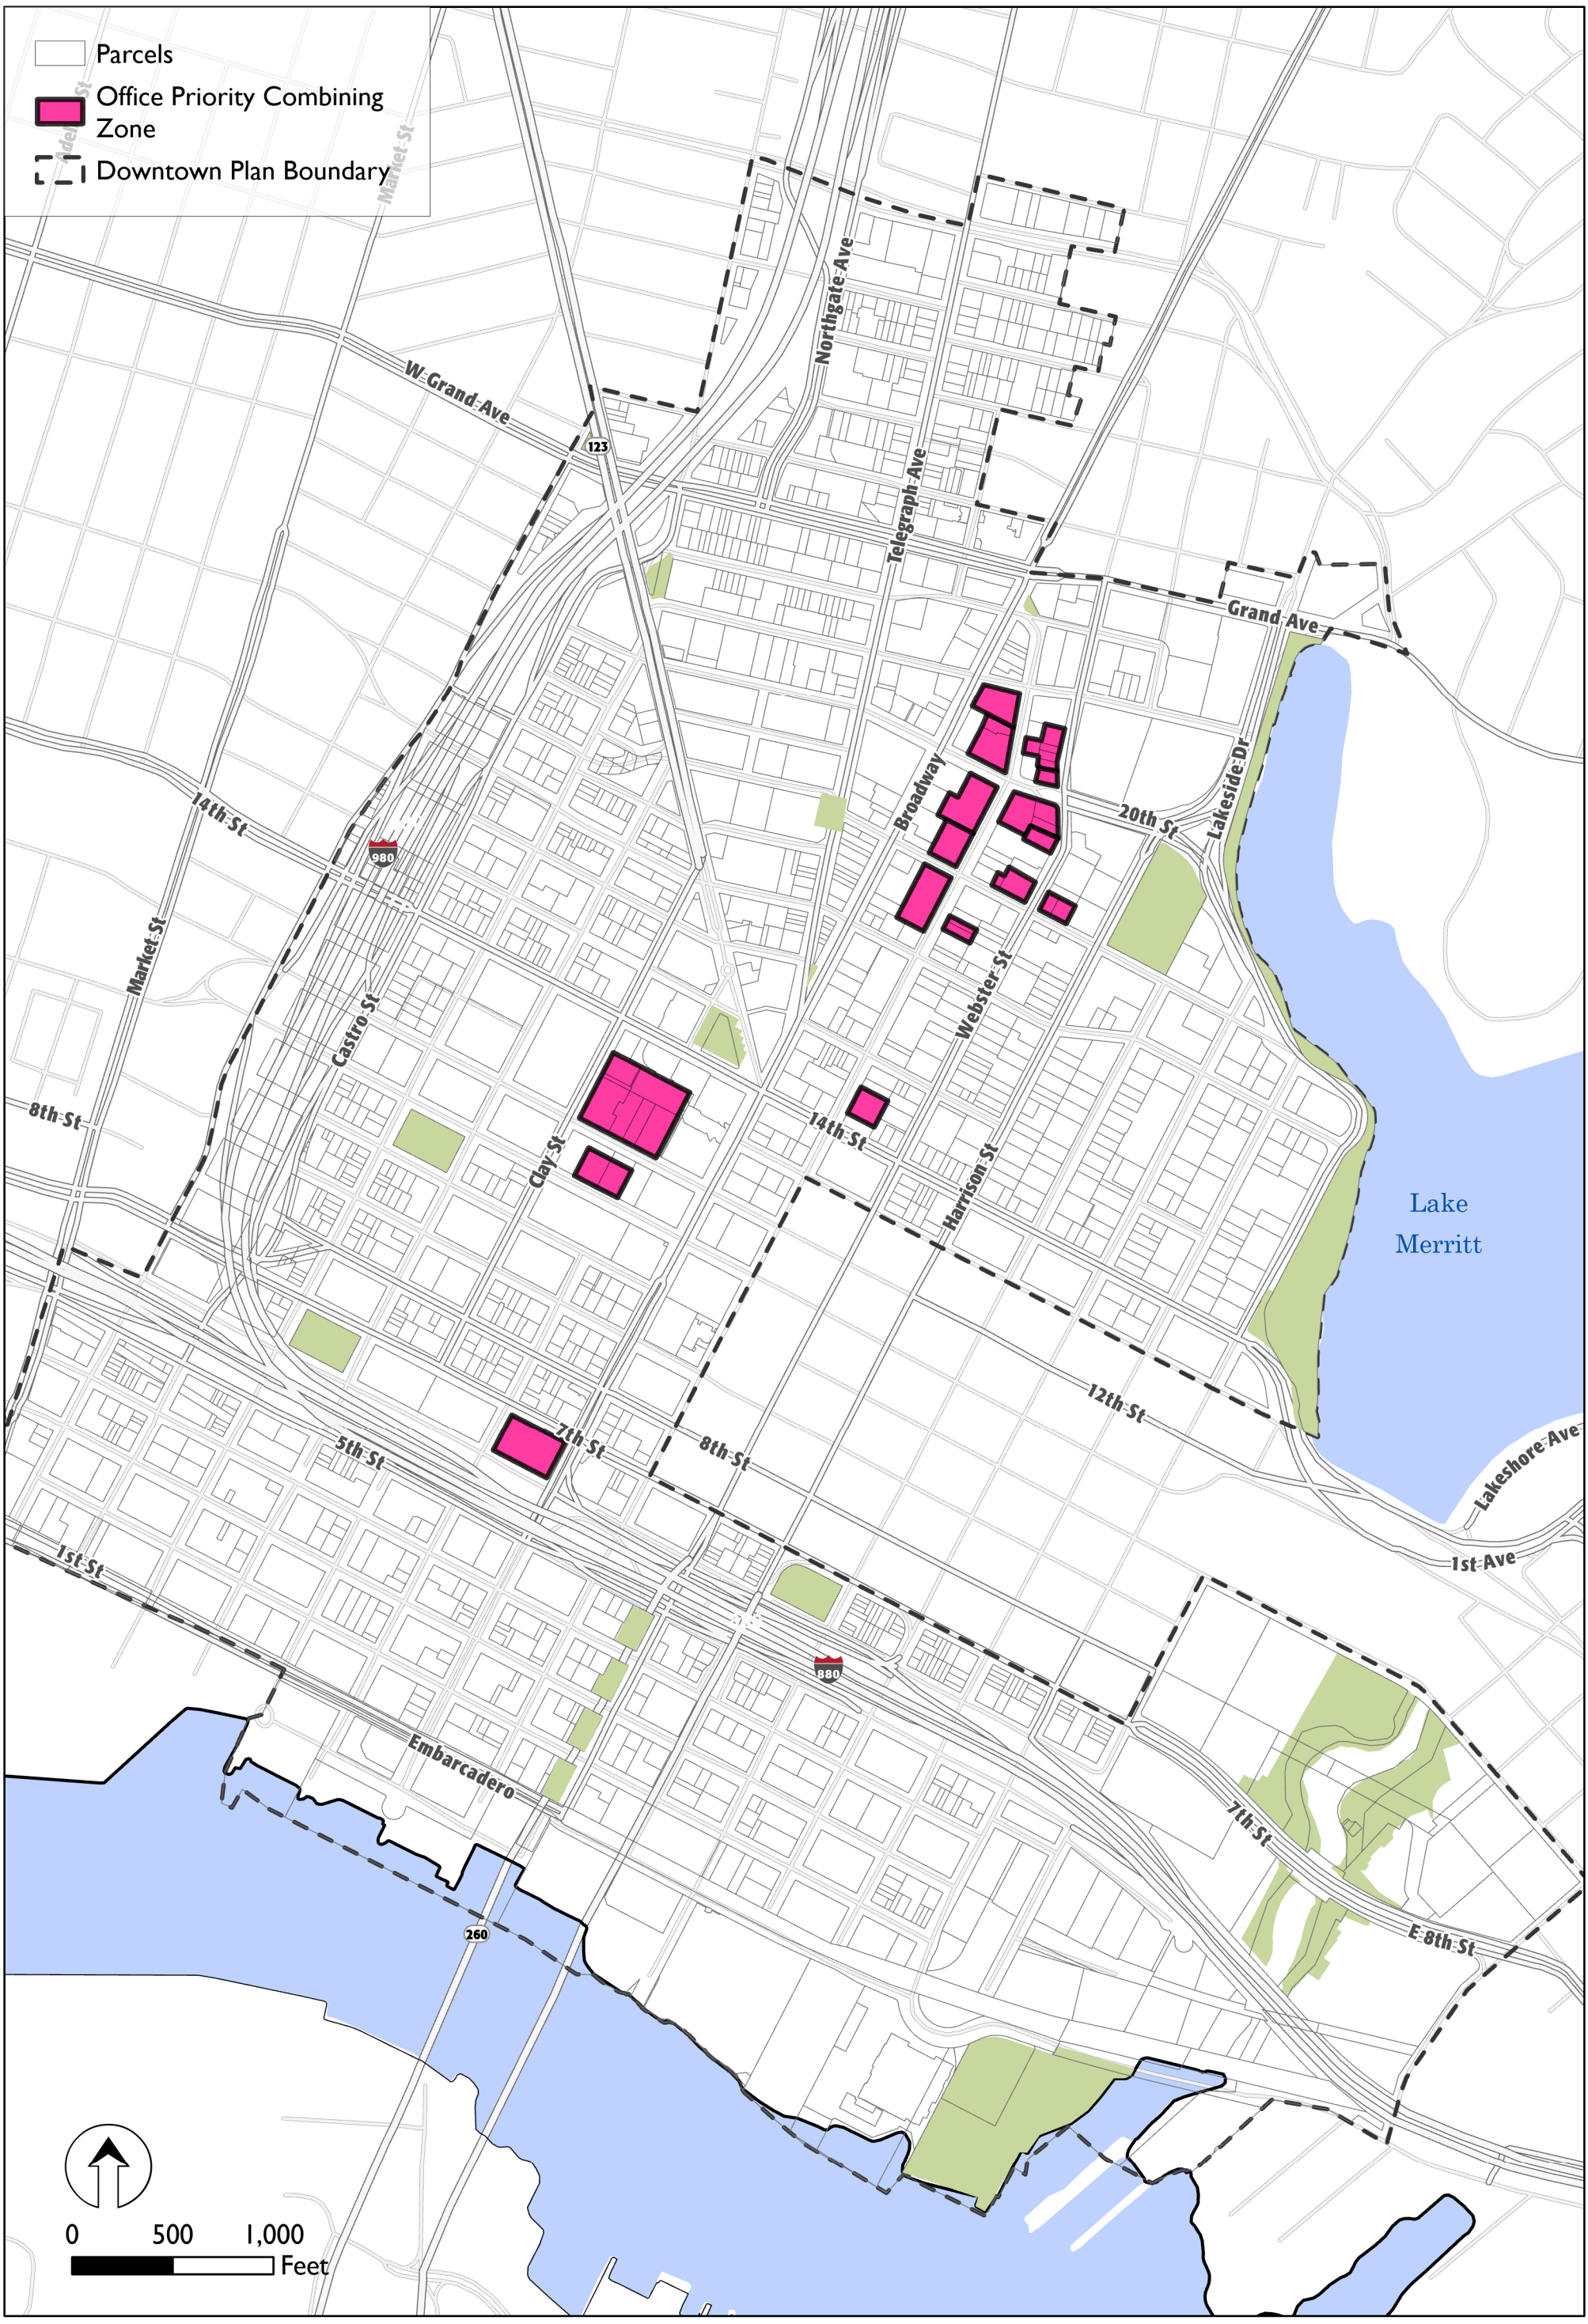 Parcels
Office Priority Combining
Zone
Downtown Plan Boundary
Market St
Northgate Ave
W Grand Ave
123
Telegraph Ave
Grand Ave
Broadway
Lakeside Dr
20th St
14th St
980
Market St
Castro St
Webster St
8th St
14th St
Clay St
Harrison St
Lake
Merritt
12th St
7th St
8th St
5th St
Lakeshore Ave
1st Ave
1st St
880
Embarcadero
7th St
260
E 8th St
0 500 1,000
Feet